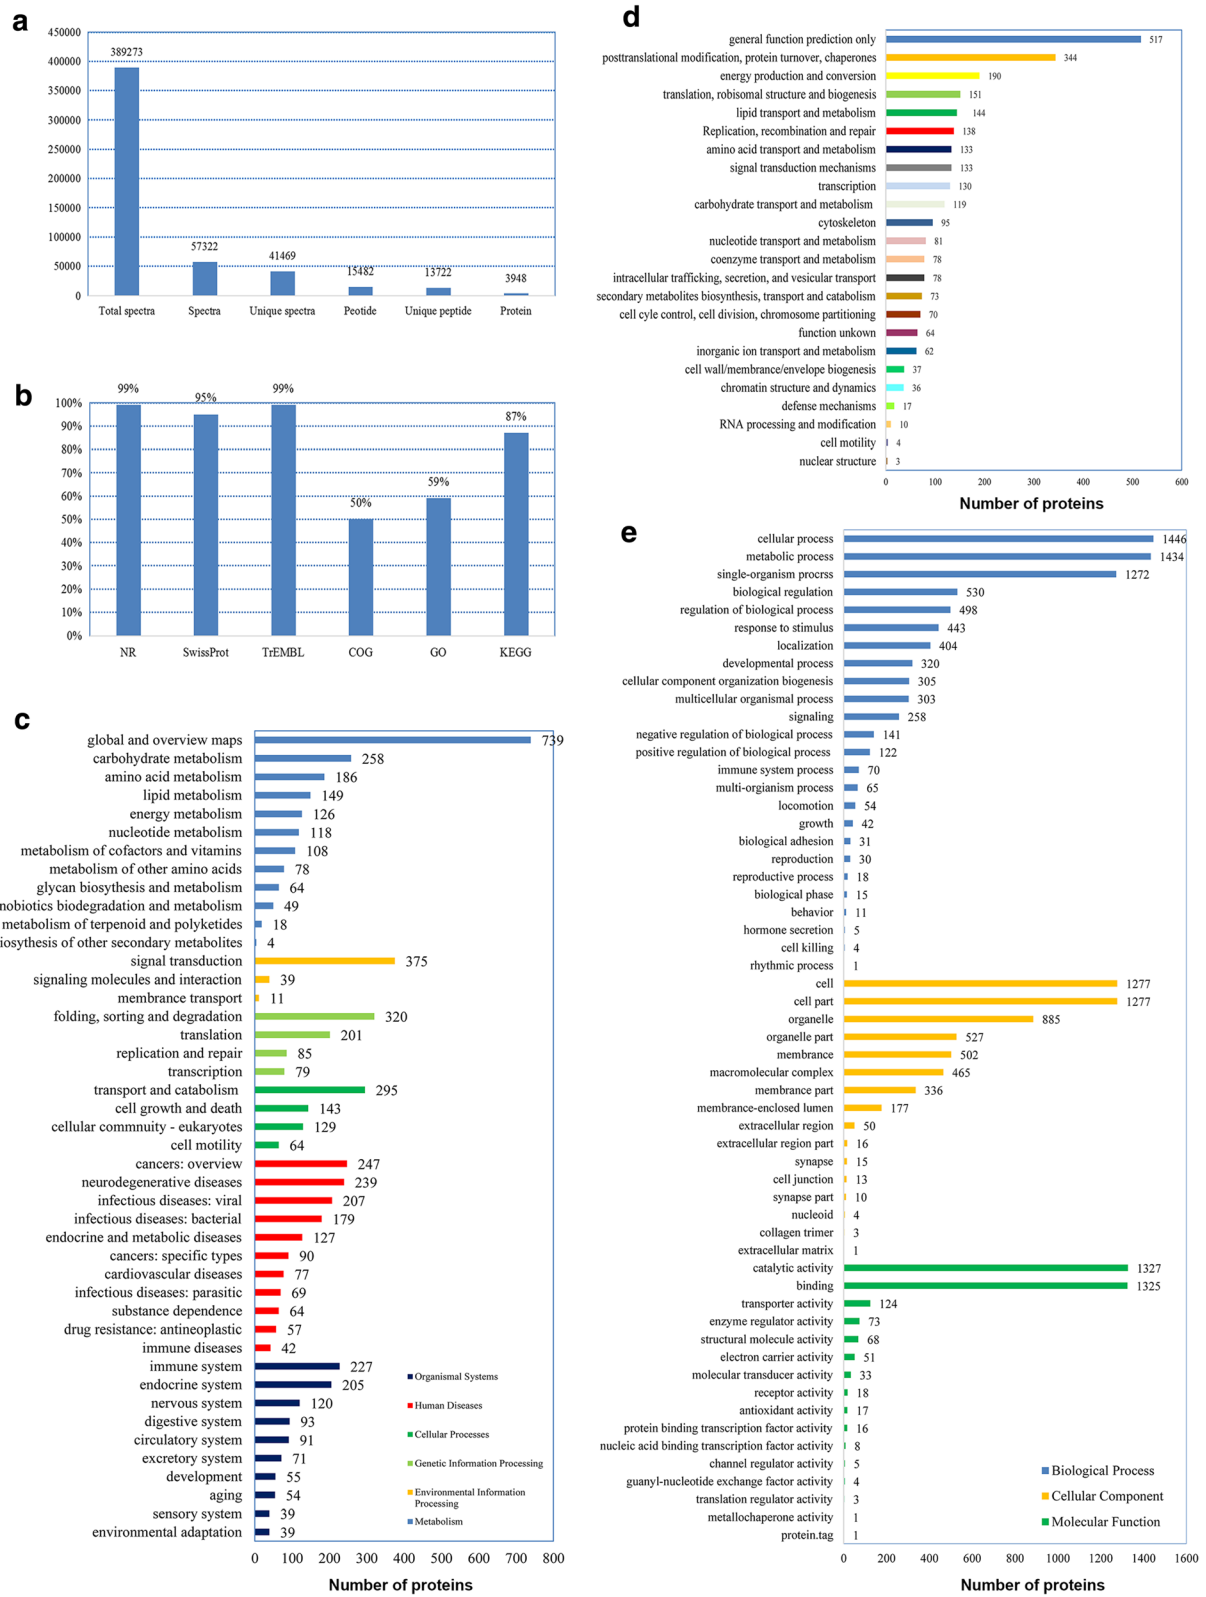 a
450000
400000
350000
300000
250000
200000
150000
100000
50000
0
389273
57322
41469
15482
13722
3948
Total spectra Spectra Unique spectra Peotide Unique peptide Protein
b
100%
90%
80%
70%
60%
50%
40%
30%
20%
10%
0%
99%
95%
99%
50%
59%
87%
NR SwissProt TrEMBL COG GO KEGG
c
global and overview maps 739
carbohydrate metabolism 258
amino acid metabolism 186
lipid metabolism 149
energy metabolism 126
nucleotide metabolism 118
metabolism of cofactors and vitamins 108
metabolism of other amino acids 78
glycan biosythesis and metabolism 64
nobiotics biodegradation and metabolism 49
metabolism of terpenoid and polyketides 18
iosythesis of other secondary metabolites 4
signal transduction 375
signaling molecules and interaction 39
membrance transport 11
folding, sorting and degradation 320
translation 201
replication and repair 85
transcription 79
transport and catabolism 295
cell growth and death 143
cellular commnuity - eukaryotes 129
cell motility 64
cancers: overview 247
neurodegenerative diseases 239
infectious diseases: viral 207
infectious diseases: bacterial 179
endocrine and metabolic diseases 127
cancers: specific types 90
cardiovascular diseases 77
infectious diseases: parasitic 69
substance dependence 64
drug resistance: antineoplastic 57
immune diseases 42
immune system 227
endocrine system 205
nervous system 120
digestive system 93
circulatory system 91
excretory system 71
development 55
aging 54
sensory system 39
environmental adaptation 39
Organismal Systems
Human Diseases
Cellular Processes
Genetic Information Processing
Environmental Information
Processing
Metabolism
0 100 200 300 400 500 600 700 800
Number of proteins
d
general function prediction only 517
posttranslational modification, protein turnover, chaperones 344
energy production and conversion 190
translation, robisomal structure and biogenesis 151
lipid transport and metabolism 144
Replication, recombination and repair 138
amino acid transport and metabolism 133
signal transduction mechanisms 133
transcription 130
carbohydrate transport and metabolism 119
cytoskeleton 95
nucleotide transport and metabolism 81
coenzyme transport and metabolism 78
intracellular trafficking, secretion, and vesicular transport 78
secondary metabolites biosynthesis, transport and catabolism 73
cell cyle control, cell division, chromosome partitioning 70
function unkown 64
inorganic ion transport and metabolism 62
cell wall/membrane/envelope biogenesis 37
chromatin structure and dynamics 36
defense mechanisms 17
RNA processing and modification 10
cell motility 4
nuclear structure 3
0 100 200 300 400 500 600
Number of proteins
e
cellular process 1446
metabolic process 1434
single-organism procrss 1272
biological regulation 530
regulation of biological process 498
response to stimulus 443
localization 404
developmental process 320
cellular component organization biogenesis 305
multicellular organismal process 303
signaling 258
negative regulation of biological process 141
positive regulation of biological process 122
immune system process 70
multi-orgianism process 65
locomotion 54
growth 42
biological adhesion 31
reproduction 30
reproductive process 18
biological phase 15
behavior 11
hormone secretion 5
cell killing 4
rhythmic process 1
cell 1277
cell part 1277
organelle 885
organelle part 527
membrance 502
macromolecular complex 465
membrance part 336
membrance-enclosed lumen 177
extracellular region 50
extracellular region part 16
synapse 15
cell junction 13
synapse part 10
nucleoid 4
collagen trimer 3
extracellular matrix 1
catalytic activity 1327
binding 1325
transporter activity 124
enzyme regulator activity 73
structural molecule activity 68
electron carrier activity 51
molecular transducer activity 33
receptor activity 18
antioxidant activity 17
protein binding transcription factor activity 16
nucleic acid binding transcription factor activity 8
channel regulator activity 5
guanyl-nucleotide exchange factor activity 4
translation regulator activity 3
metallochaperone activity 1
protein.tag 1
Biological Process
Cellular Component
Molecular Function
0 200 400 600 800 1000 1200 1400 1600
Number of proteins